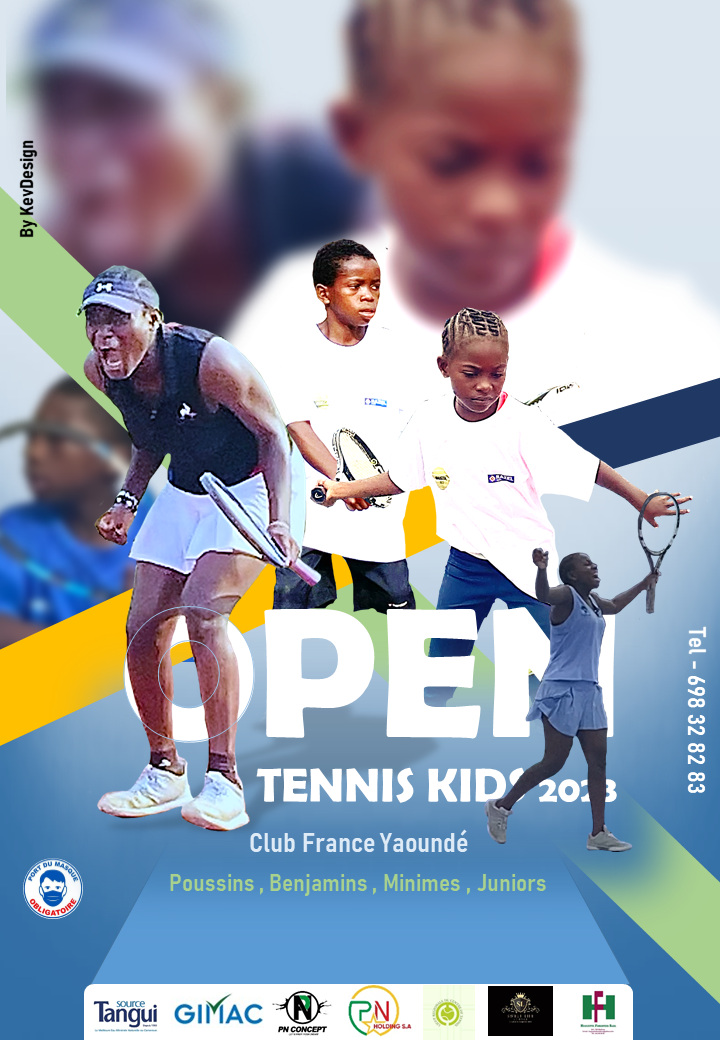 By KevDesign
OPEN
TENNIS KIDS 2023
Tel - 698 32 82 83
Club France Yaoundé
Poussins , Benjamins , Minimes , Juniors
PORT DU MASQUE
OBLIGATOIRE
source
Tangui
GIMAC
N
PN CONCEPT
PN
HOLDING S.A
HF